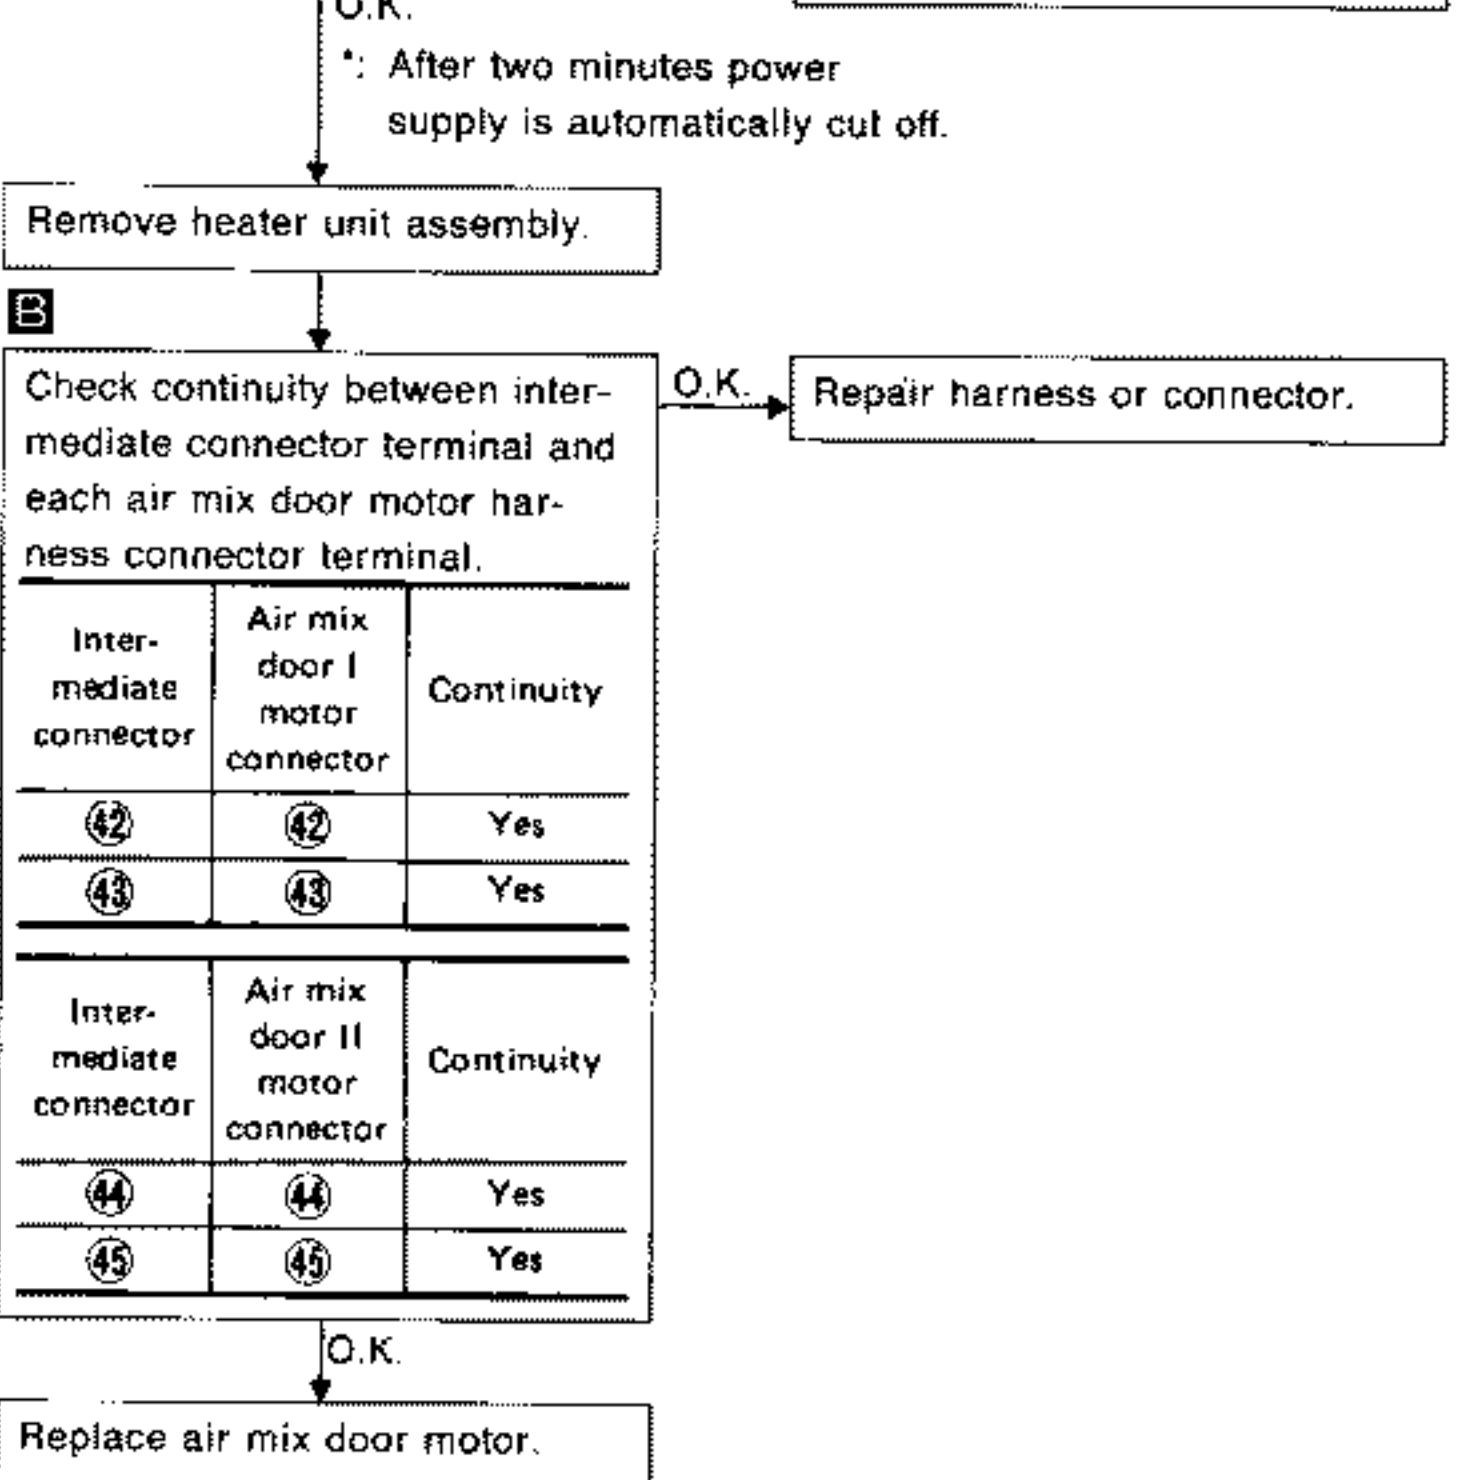 O.K.
*: After two minutes power
supply is automatically cut off.
Remove heater unit assembly.
B
Check continuity between inter-
mediate connector terminal and
each air mix door motor har-
ness connector terminal.
O.K.
Repair harness or connector.
Inter-
mediate
connector
Air mix
door I
motor
connector
Continuity
42 42 Yes
43 43 Yes
Inter-
mediate
connector
Air mix
door II
motor
connector
Continuity
44 44 Yes
45 45 Yes
O.K.
Replace air mix door motor.